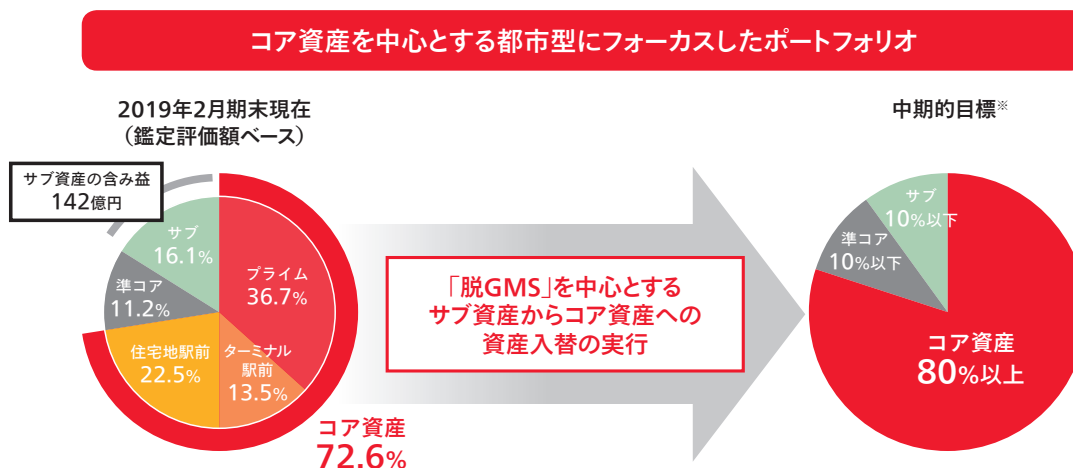 コア資産を中心とする都市型にフォーカスしたポートフォリオ
2019年2月期末現在
（鑑定評価額ベース）
サブ資産の含み益
142億円
サブ
16.1%
準コア
11.2%
住宅地駅前
22.5%
ターミナル
駅前
13.5%
プライム
36.7%
コア資産
72.6%
「脱GMS」を中心とする
サブ資産からコア資産への
資産入替の実行
中期的目標※
サブ
10%以下
準コア
10%以下
コア資産
80%以上